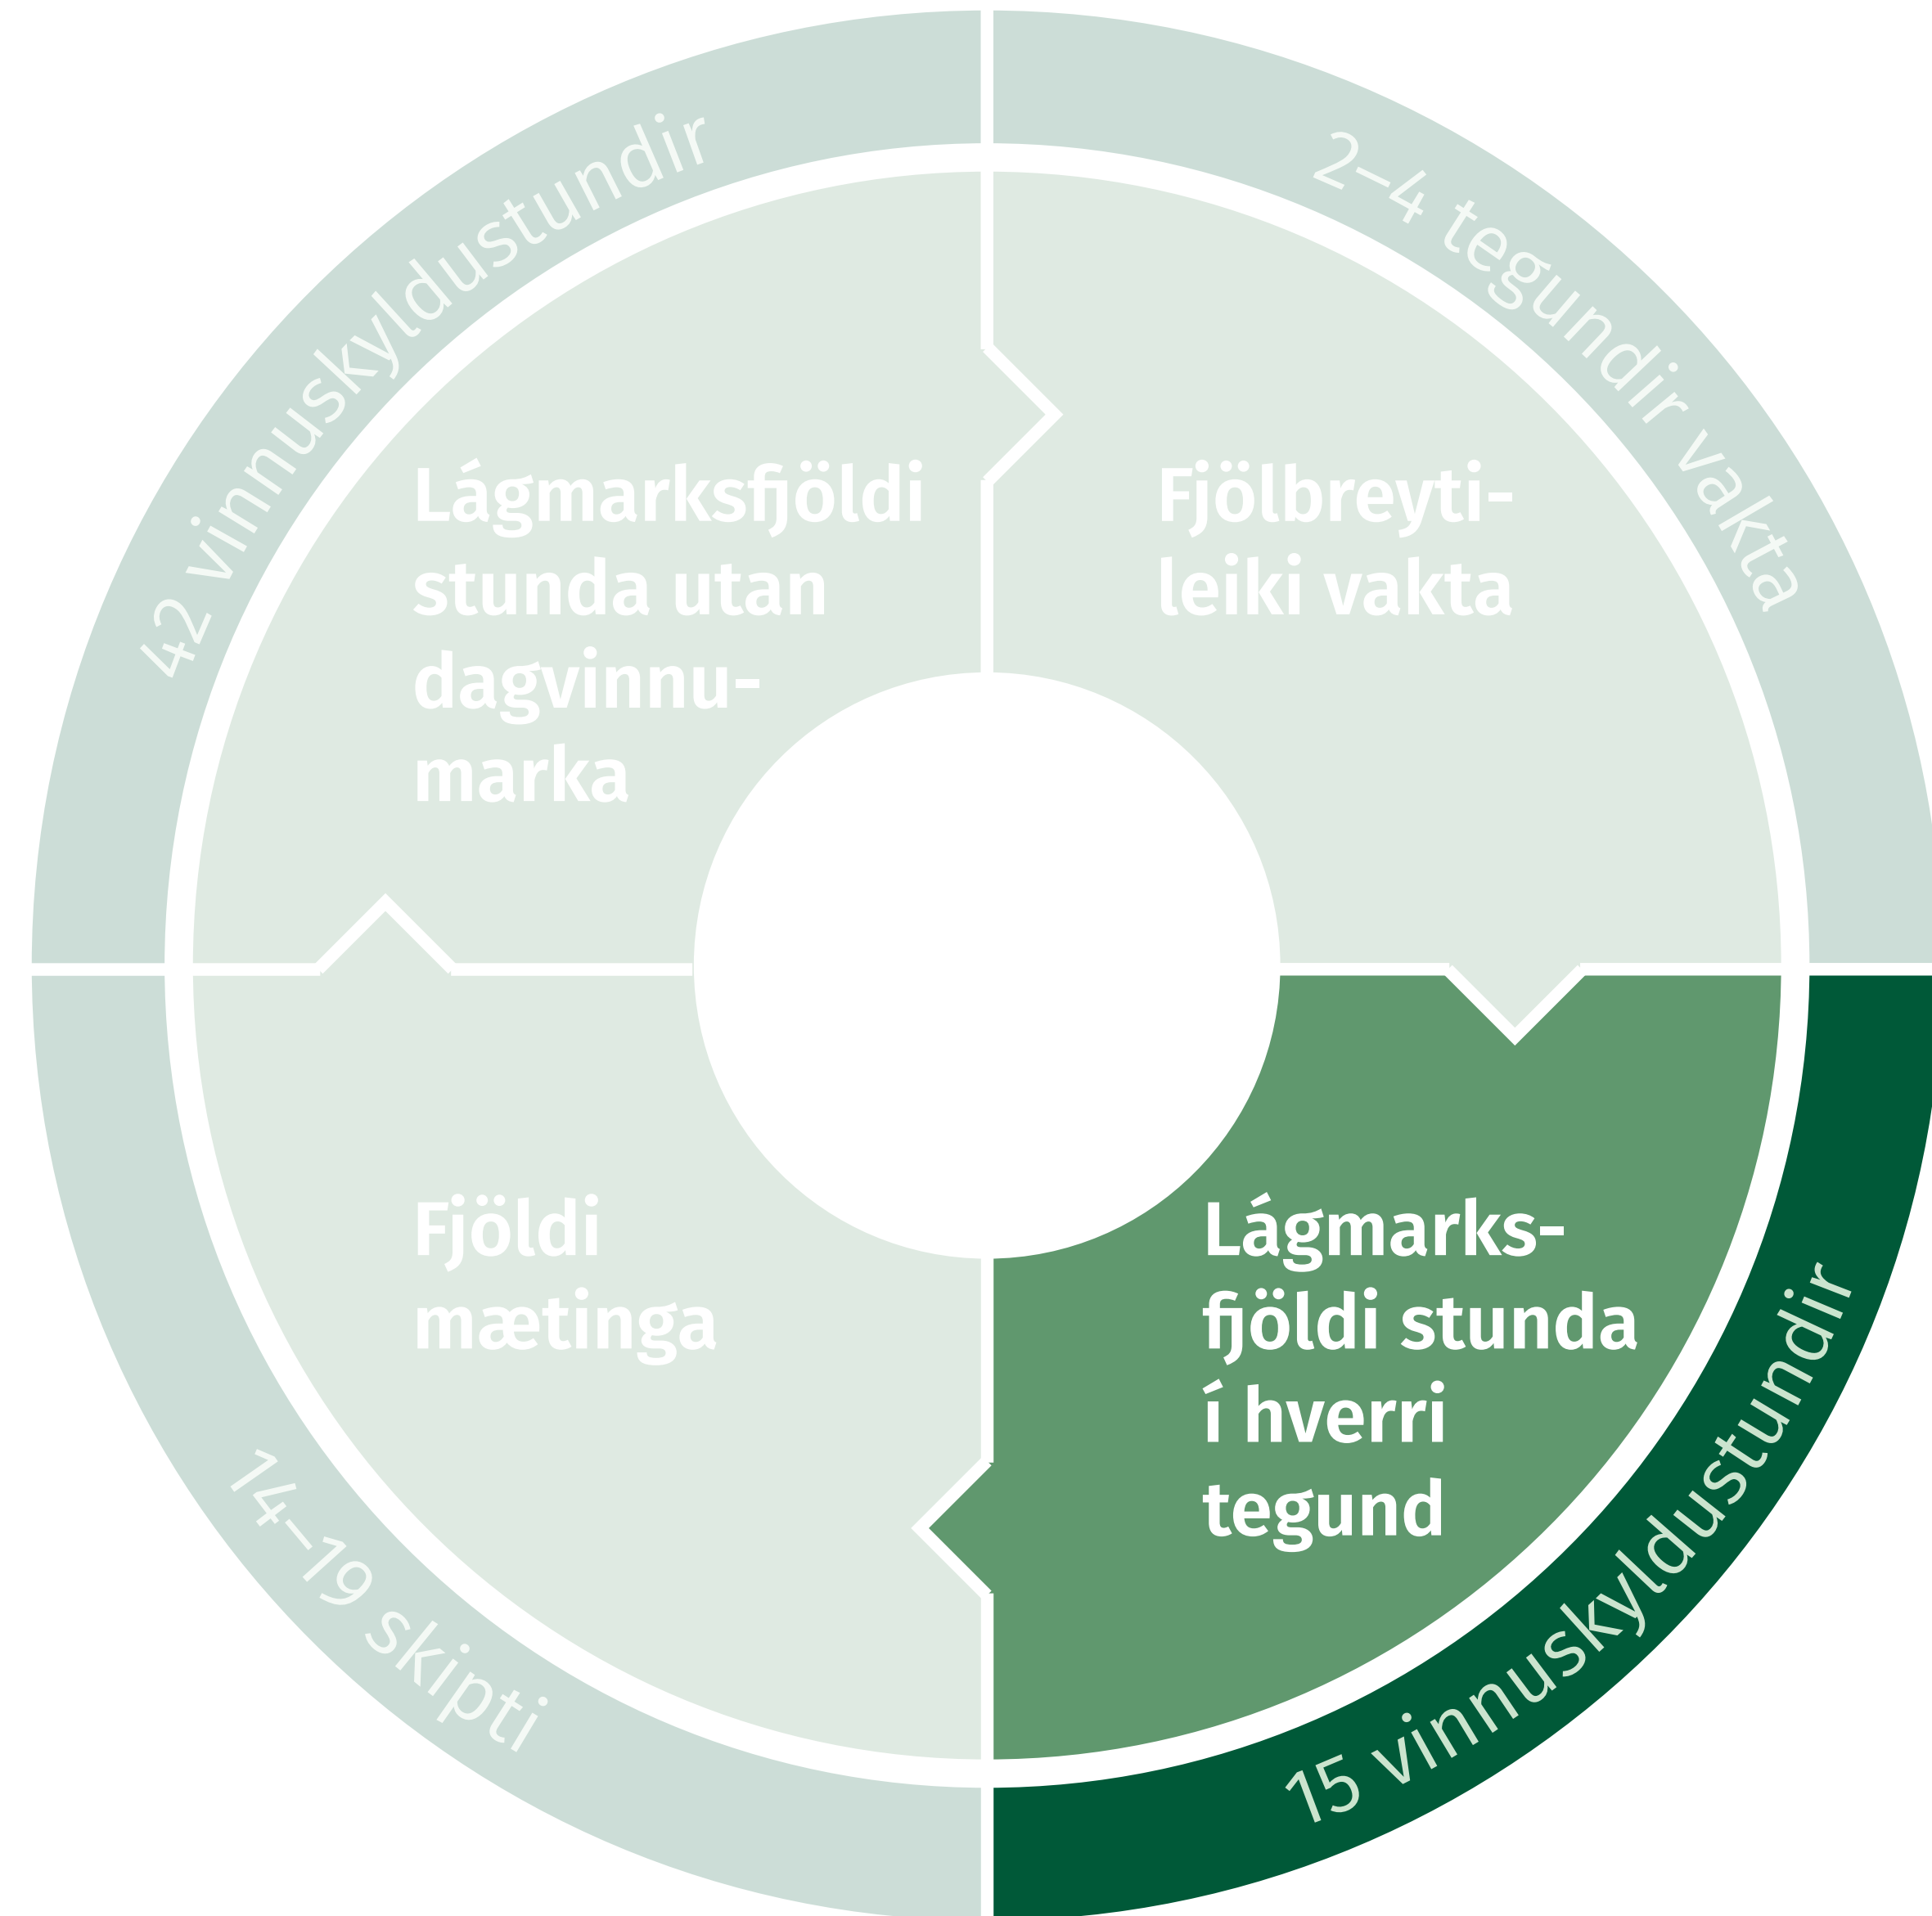 42 vinnuskyldustundir
2–4 tegundir vakta
Lágmarksfjöldi
stunda utan
dagvinnu-
marka
Fjölbreyti-
leiki vakta
Fjöldi
mætinga
Lágmarks-
fjöldi stunda
í hverri
tegund
14–19 skipti
15 vinnuskyldustundir